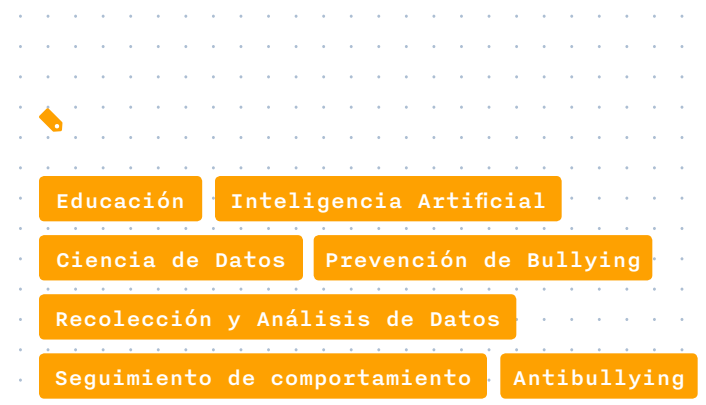 Educación Inteligencia Artificial
Ciencia de Datos Prevención de Bullying
Recolección y Análisis de Datos
Seguimiento de comportamiento Antibullying